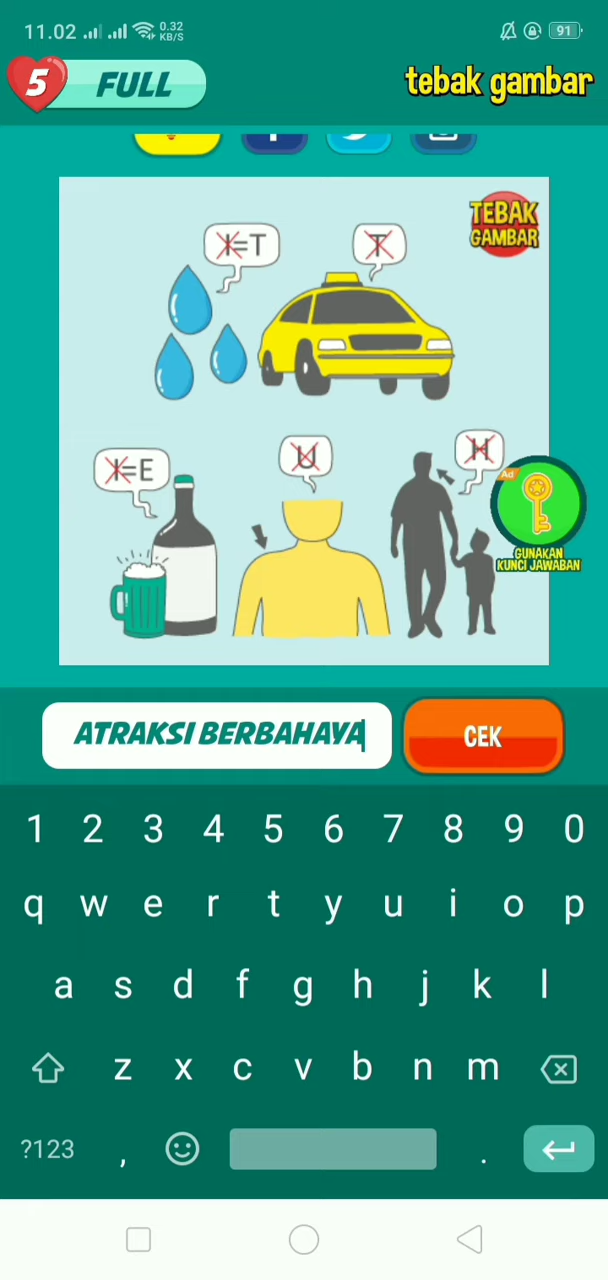 11.02 0.32 KB/S 91
5 FULL tebak gambar
TEBAK GAMBAR
I=T T
I=E U H
Ad
GUNAKAN
KUNCI JAWABAN
ATRAKSI BERBAHAYA CEK
1 2 3 4 5 6 7 8 9 0
q w e r t y u i o p
a s d f g h j k l
z x c v b n m
?123 , .